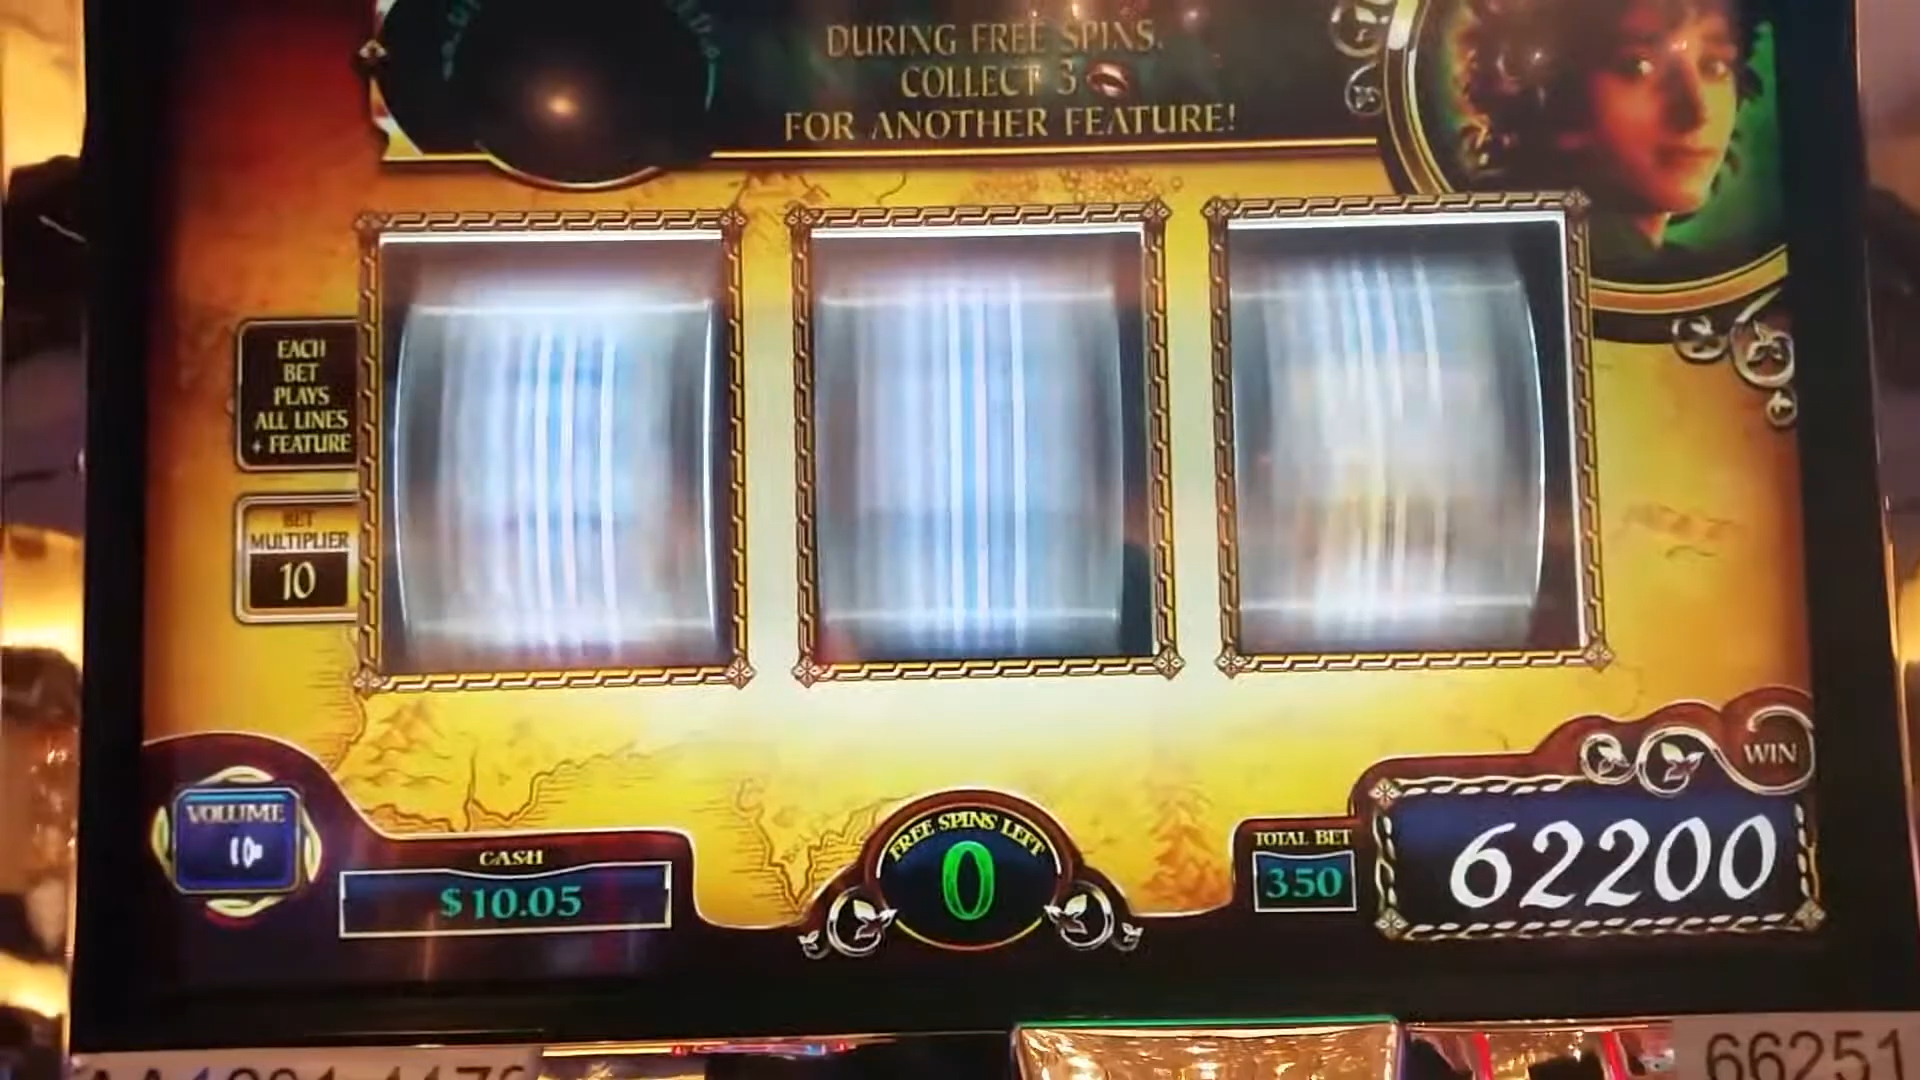 DURING FREE SPINS,
COLLECT 3
FOR ANOTHER FEATURE!
EACH
BET
PLAYS
ALL LINES
+ FEATURE
BET
MULTIPLIER
10
WIN
VOLUME
CASH
$10.05
FREE SPINS LEFT
0
TOTAL BET
350
62200
66251